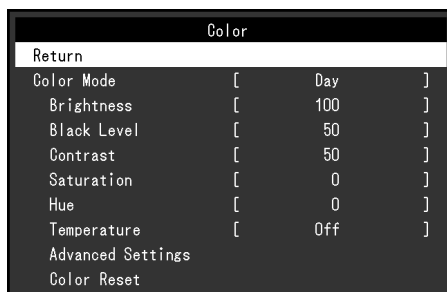 Color
Return
Color Mode [ Day ]
Brightness [ 100 ]
Black Level [ 50 ]
Contrast [ 50 ]
Saturation [ 0 ]
Hue [ 0 ]
Temperature [ Off ]
Advanced Settings
Color Reset